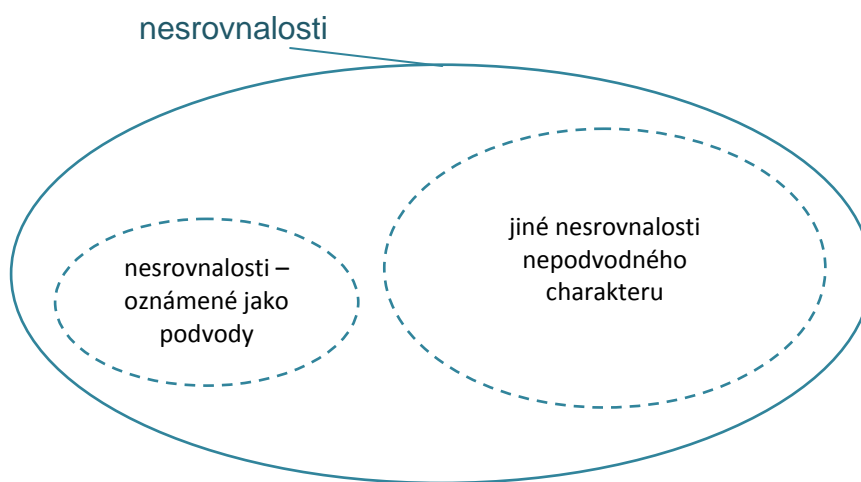 nesrovnalosti
nesrovnalosti –
oznámené jako
podvody
jiné nesrovnalosti
nepodvodného
charakteru